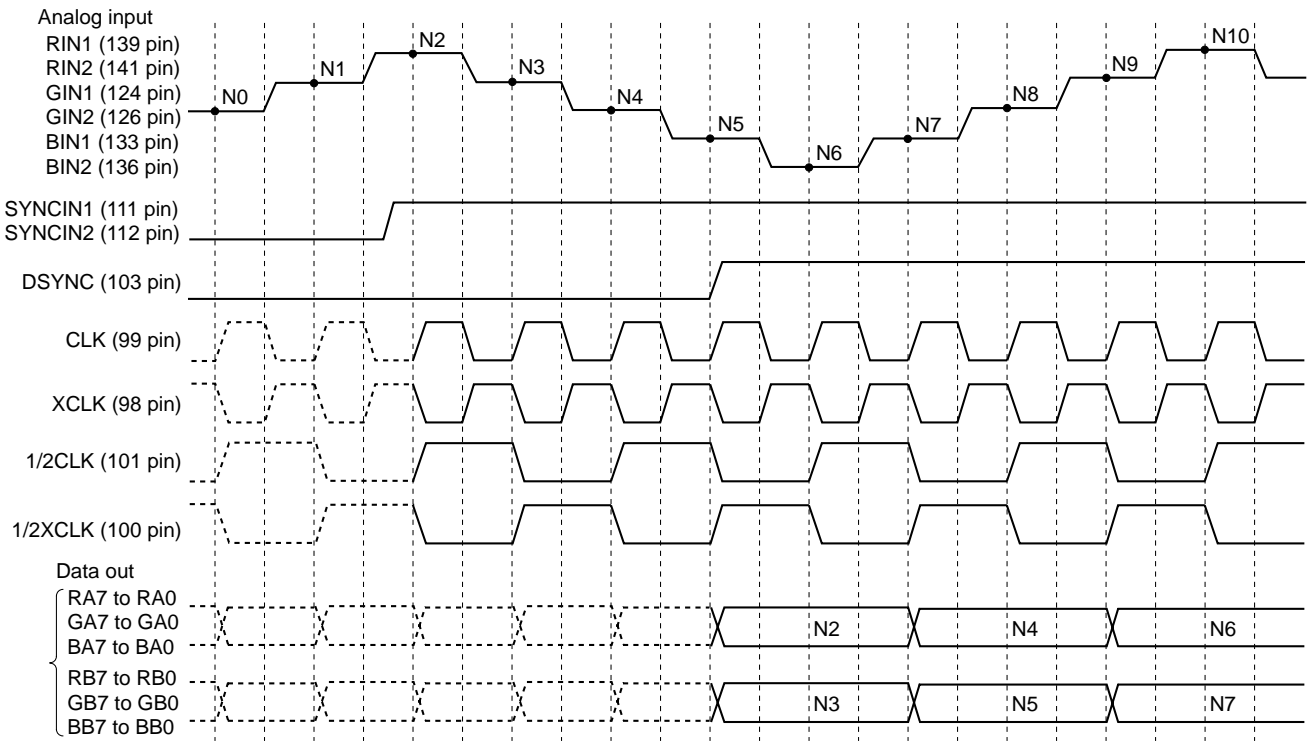 Analog input
RIN1 (139 pin)
RIN2 (141 pin)
GIN1 (124 pin)
GIN2 (126 pin)
BIN1 (133 pin)
BIN2 (136 pin)
N0
N1
N2
N3
N4
N5
N6
N7
N8
N9
N10
SYNCIN1 (111 pin)
SYNCIN2 (112 pin)
DSYNC (103 pin)
CLK (99 pin)
XCLK (98 pin)
1/2CLK (101 pin)
1/2XCLK (100 pin)
Data out
RA7 to RA0
GA7 to GA0
BA7 to BA0
N2 N4 N6
RB7 to RB0
GB7 to GB0
BB7 to BB0
N3 N5 N7